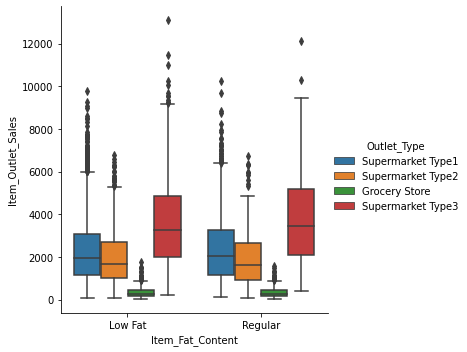 12000
10000
8000
6000
4000
2000
0
Item_Outlet_Sales
Low Fat
Regular
Item_Fat_Content
Outlet_Type
Supermarket Type1
Supermarket Type2
Grocery Store
Supermarket Type3